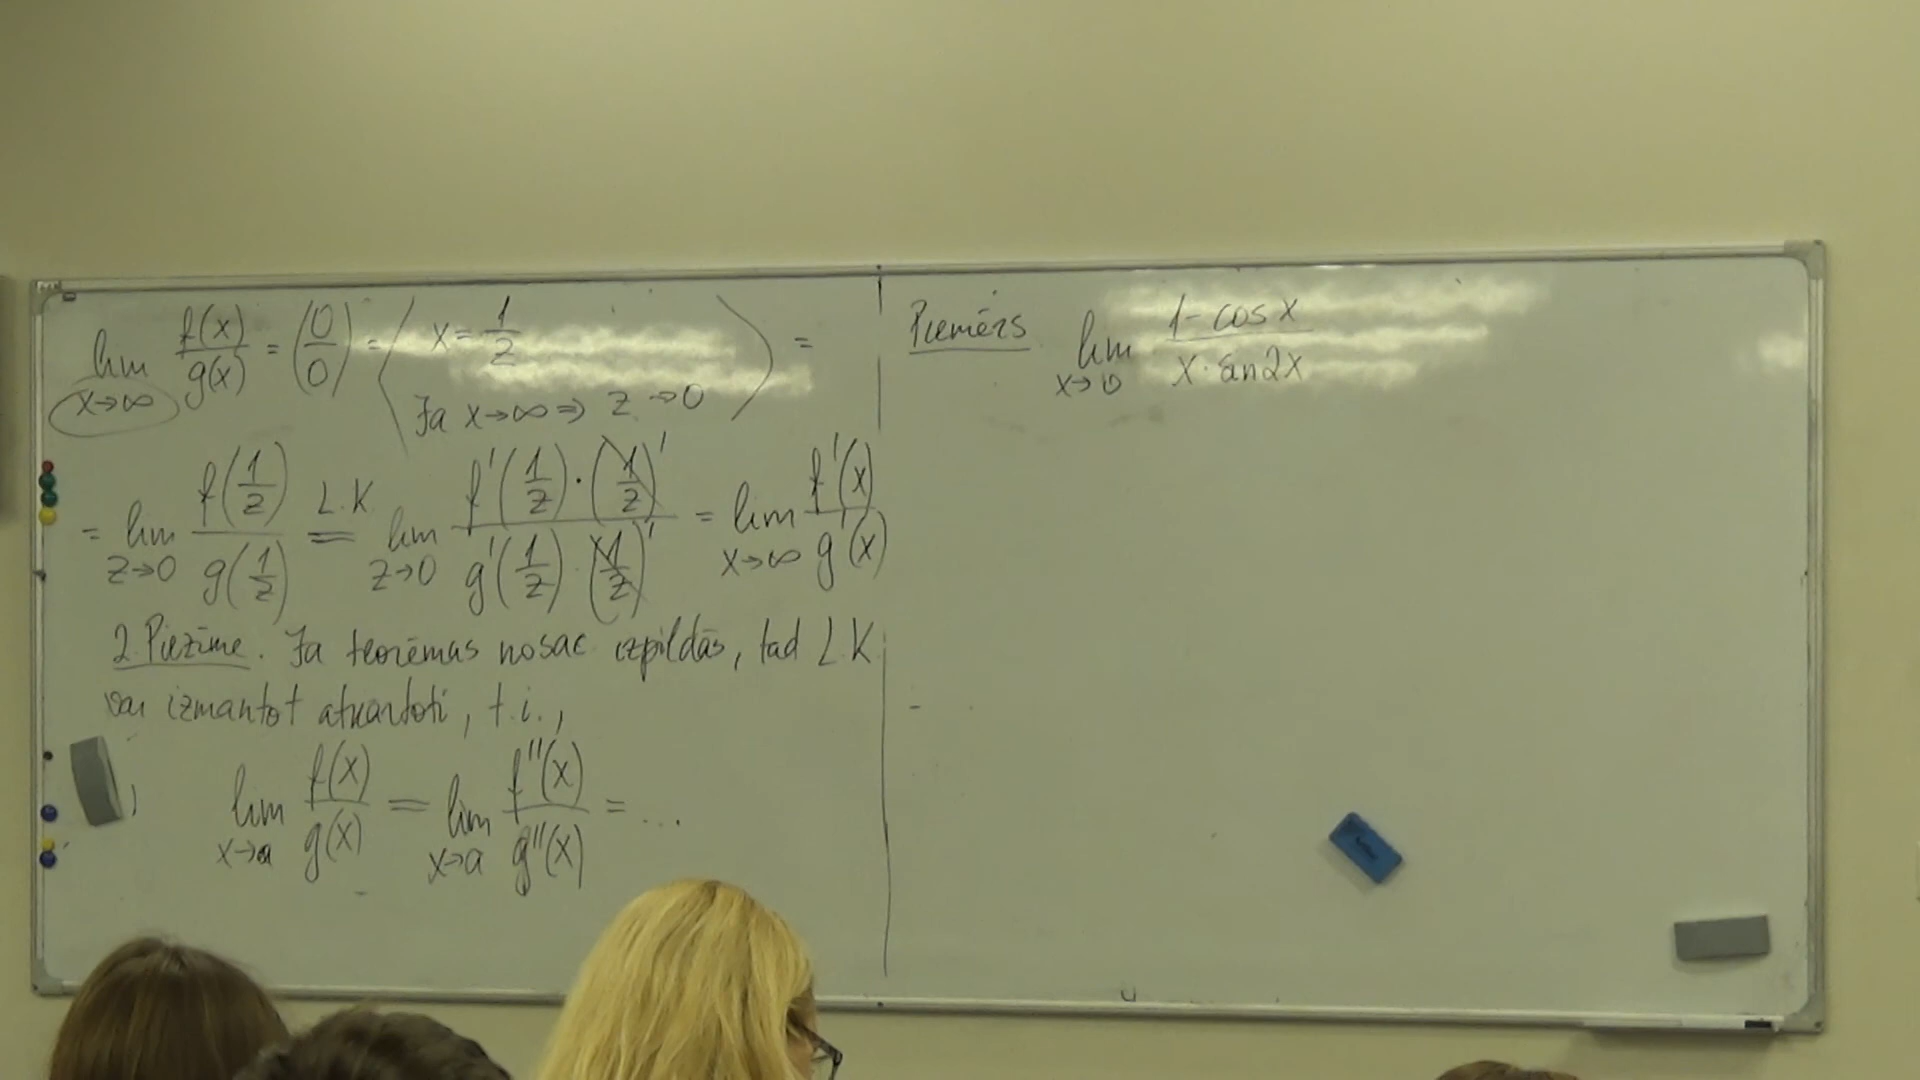 lim x→∞ f(x)/g(x) = (0/0) = ⟨ x = 1/z
Ja x→∞ ⇒ z→0 ⟩ =
= lim z→0 f(1/z)/g(1/z) L.K. = lim z→0 f'(1/z)·(1/z)'/g'(1/z)·(1/z)' = lim x→∞ f'(x)/g'(x)
2. Piezīme. Ja teorēmas nosac. izpildās, tad L.K.
var izmantot atkārtoti, t.i.,
lim x→a f(x)/g(x) = lim x→a f''(x)/g''(x) = ...
Piemērs lim x→0 1-cosx/x·sin2x